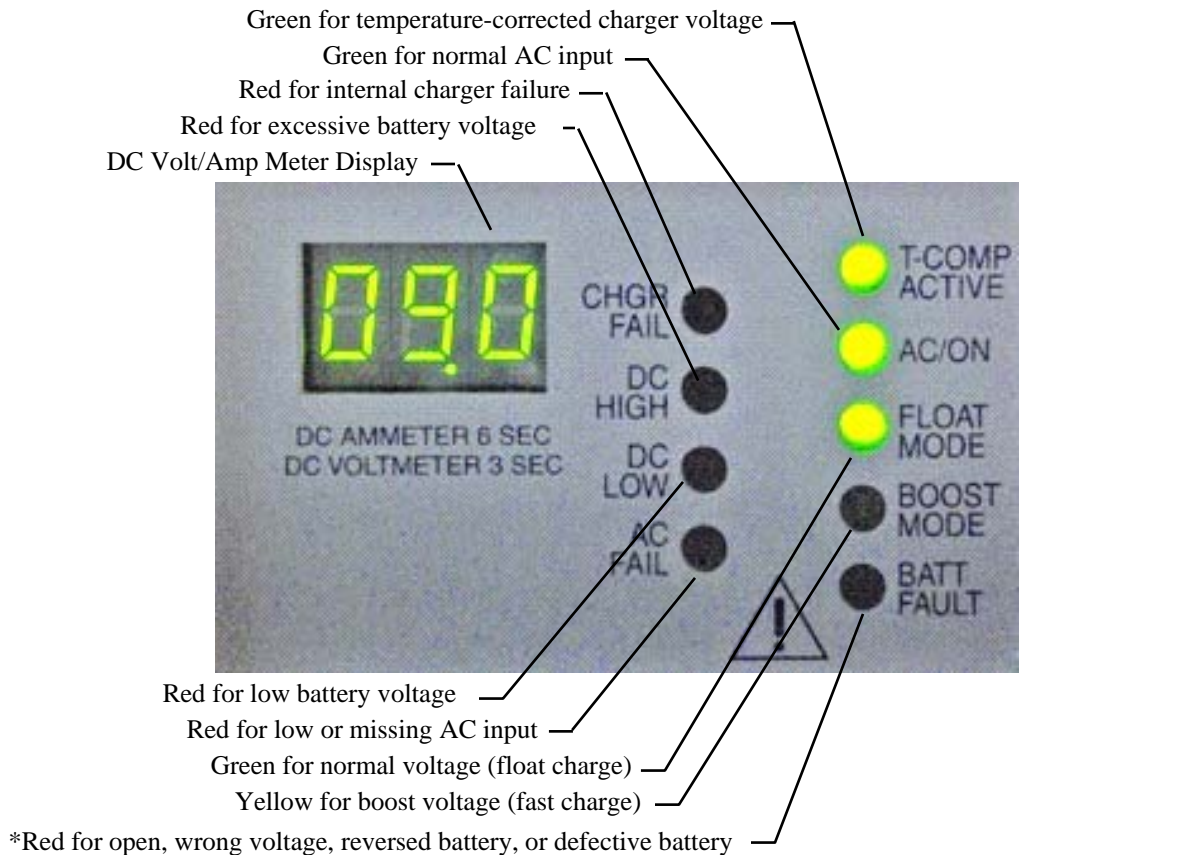 Green for temperature-corrected charger voltage
Green for normal AC input
Red for internal charger failure
Red for excessive battery voltage
DC Volt/Amp Meter Display
09.0
DC AMMETER 6 SEC
DC VOLTMETER 3 SEC
CHGR
FAIL
DC
HIGH
DC
LOW
AC
FAIL
T-COMP
ACTIVE
AC/ON
FLOAT
MODE
BOOST
MODE
BATT
FAULT
!
Red for low battery voltage
Red for low or missing AC input
Green for normal voltage (float charge)
Yellow for boost voltage (fast charge)
*Red for open, wrong voltage, reversed battery, or defective battery